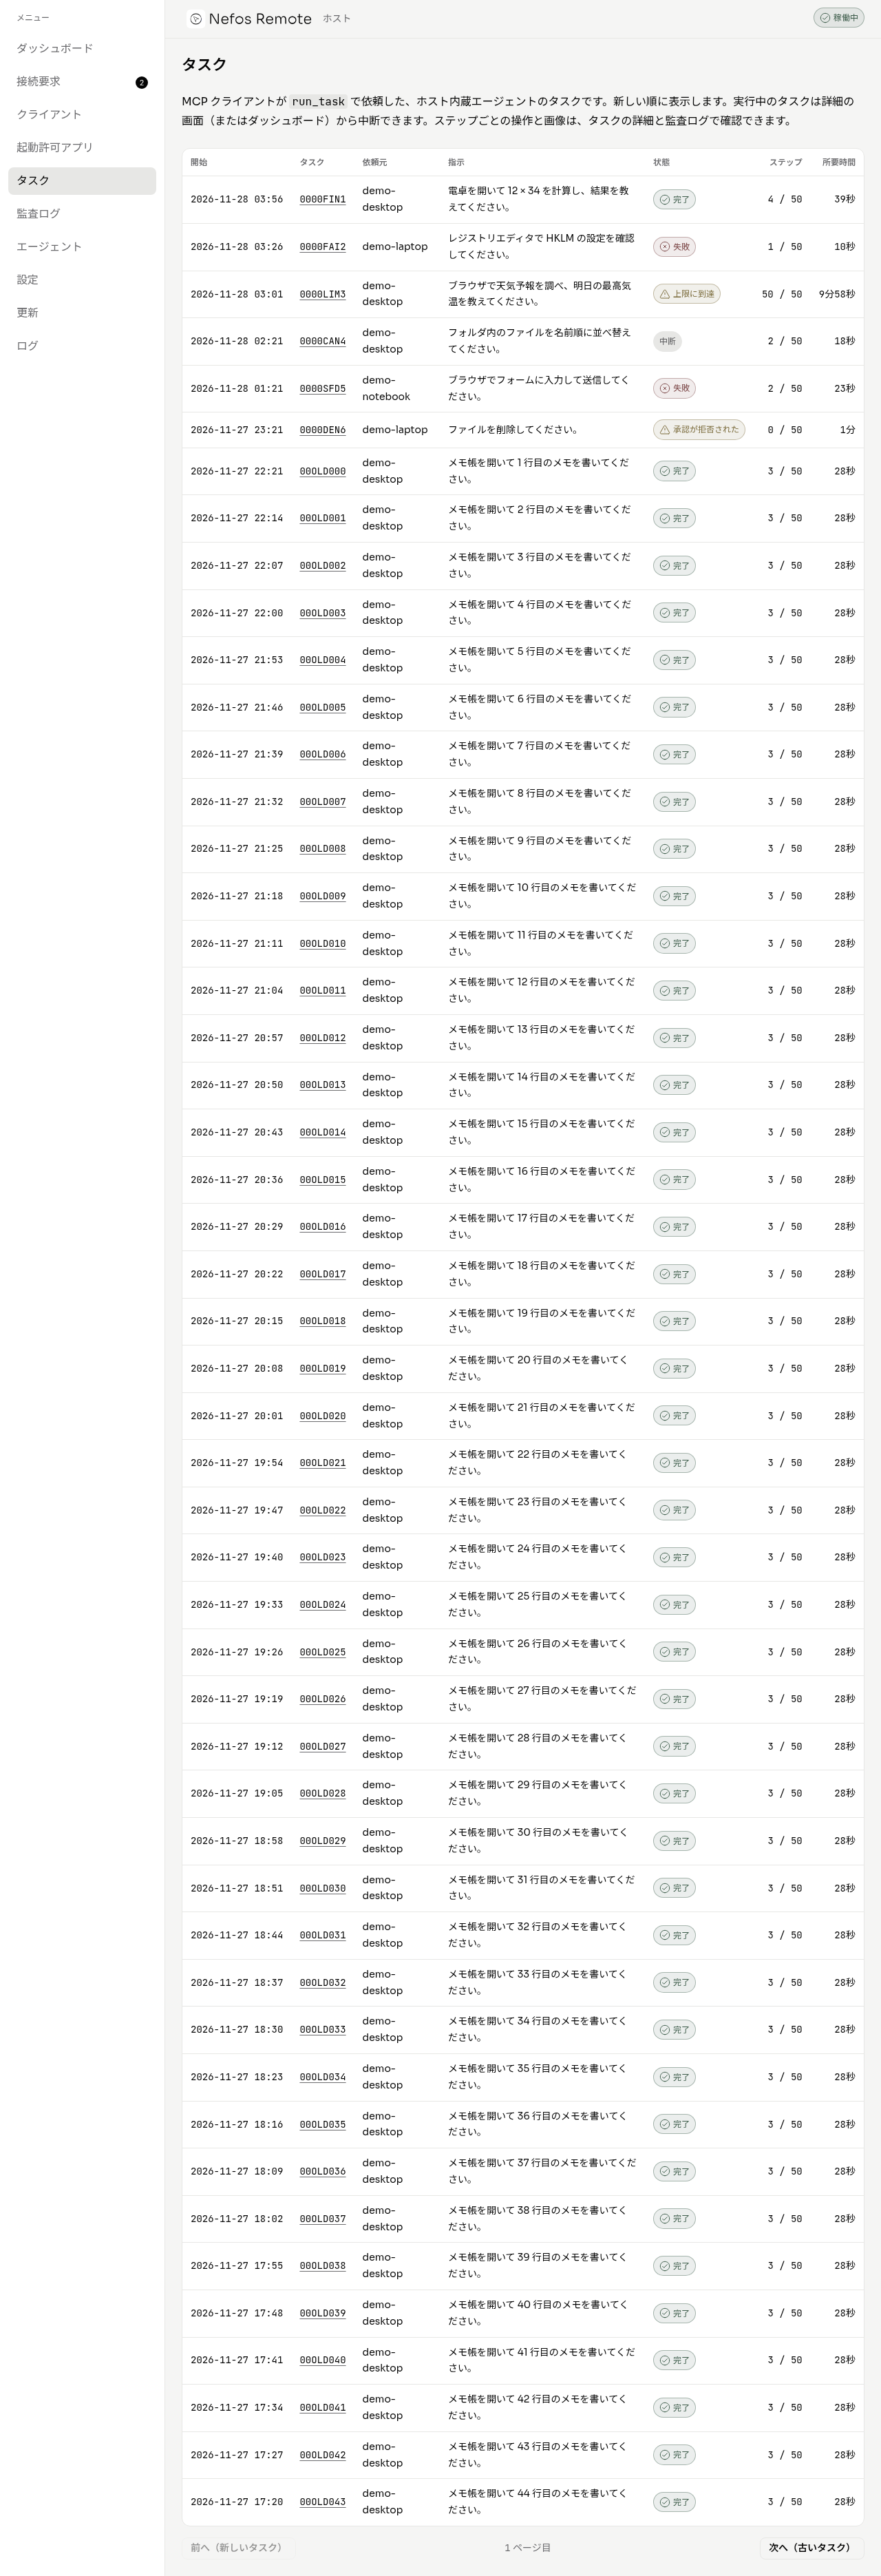 メニュー
ダッシュボード
接続要求 2
クライアント
起動許可アプリ
タスク
監査ログ
エージェント
設定
更新
ログ
Nefos Remote ホスト
稼働中
タスク
MCP クライアントが run_task で依頼した、ホスト内蔵エージェントのタスクです。新しい順に表示します。実行中のタスクは詳細の
画面（またはダッシュボード）から中断できます。ステップごとの操作と画像は、タスクの詳細と監査ログで確認できます。
開始 タスク 依頼元 指示 状態 ステップ 所要時間
2026-11-28 03:56 0000FIN1 demo-desktop 電卓を開いて 12 × 34 を計算し、結果を教えてください。 完了 4 / 50 39秒
2026-11-28 03:26 0000FAI2 demo-laptop レジストリエディタで HKLM の設定を確認してください。 失敗 1 / 50 10秒
2026-11-28 03:01 0000LIM3 demo-desktop ブラウザで天気予報を調べ、明日の最高気温を教えてください。 上限に到達 50 / 50 9分58秒
2026-11-28 02:21 0000CAN4 demo-desktop フォルダ内のファイルを名前順に並べ替えてください。 中断 2 / 50 18秒
2026-11-28 01:21 0000SFD5 demo-notebook ブラウザでフォームに入力して送信してください。 失敗 2 / 50 23秒
2026-11-27 23:21 0000DEN6 demo-laptop ファイルを削除してください。 承認が拒否された 0 / 50 1分
2026-11-27 22:21 00OLD000 demo-desktop メモ帳を開いて 1 行目のメモを書いてください。 完了 3 / 50 28秒
2026-11-27 22:14 00OLD001 demo-desktop メモ帳を開いて 2 行目のメモを書いてください。 完了 3 / 50 28秒
2026-11-27 22:07 00OLD002 demo-desktop メモ帳を開いて 3 行目のメモを書いてください。 完了 3 / 50 28秒
2026-11-27 22:00 00OLD003 demo-desktop メモ帳を開いて 4 行目のメモを書いてください。 完了 3 / 50 28秒
2026-11-27 21:53 00OLD004 demo-desktop メモ帳を開いて 5 行目のメモを書いてください。 完了 3 / 50 28秒
2026-11-27 21:46 00OLD005 demo-desktop メモ帳を開いて 6 行目のメモを書いてください。 完了 3 / 50 28秒
2026-11-27 21:39 00OLD006 demo-desktop メモ帳を開いて 7 行目のメモを書いてください。 完了 3 / 50 28秒
2026-11-27 21:32 00OLD007 demo-desktop メモ帳を開いて 8 行目のメモを書いてください。 完了 3 / 50 28秒
2026-11-27 21:25 00OLD008 demo-desktop メモ帳を開いて 9 行目のメモを書いてください。 完了 3 / 50 28秒
2026-11-27 21:18 00OLD009 demo-desktop メモ帳を開いて 10 行目のメモを書いてください。 完了 3 / 50 28秒
2026-11-27 21:11 00OLD010 demo-desktop メモ帳を開いて 11 行目のメモを書いてください。 完了 3 / 50 28秒
2026-11-27 21:04 00OLD011 demo-desktop メモ帳を開いて 12 行目のメモを書いてください。 完了 3 / 50 28秒
2026-11-27 20:57 00OLD012 demo-desktop メモ帳を開いて 13 行目のメモを書いてください。 完了 3 / 50 28秒
2026-11-27 20:50 00OLD013 demo-desktop メモ帳を開いて 14 行目のメモを書いてください。 完了 3 / 50 28秒
2026-11-27 20:43 00OLD014 demo-desktop メモ帳を開いて 15 行目のメモを書いてください。 完了 3 / 50 28秒
2026-11-27 20:36 00OLD015 demo-desktop メモ帳を開いて 16 行目のメモを書いてください。 完了 3 / 50 28秒
2026-11-27 20:29 00OLD016 demo-desktop メモ帳を開いて 17 行目のメモを書いてください。 完了 3 / 50 28秒
2026-11-27 20:22 00OLD017 demo-desktop メモ帳を開いて 18 行目のメモを書いてください。 完了 3 / 50 28秒
2026-11-27 20:15 00OLD018 demo-desktop メモ帳を開いて 19 行目のメモを書いてください。 完了 3 / 50 28秒
2026-11-27 20:08 00OLD019 demo-desktop メモ帳を開いて 20 行目のメモを書いてください。 完了 3 / 50 28秒
2026-11-27 20:01 00OLD020 demo-desktop メモ帳を開いて 21 行目のメモを書いてください。 完了 3 / 50 28秒
2026-11-27 19:54 00OLD021 demo-desktop メモ帳を開いて 22 行目のメモを書いてください。 完了 3 / 50 28秒
2026-11-27 19:47 00OLD022 demo-desktop メモ帳を開いて 23 行目のメモを書いてください。 完了 3 / 50 28秒
2026-11-27 19:40 00OLD023 demo-desktop メモ帳を開いて 24 行目のメモを書いてください。 完了 3 / 50 28秒
2026-11-27 19:33 00OLD024 demo-desktop メモ帳を開いて 25 行目のメモを書いてください。 完了 3 / 50 28秒
2026-11-27 19:26 00OLD025 demo-desktop メモ帳を開いて 26 行目のメモを書いてください。 完了 3 / 50 28秒
2026-11-27 19:19 00OLD026 demo-desktop メモ帳を開いて 27 行目のメモを書いてください。 完了 3 / 50 28秒
2026-11-27 19:12 00OLD027 demo-desktop メモ帳を開いて 28 行目のメモを書いてください。 完了 3 / 50 28秒
2026-11-27 19:05 00OLD028 demo-desktop メモ帳を開いて 29 行目のメモを書いてください。 完了 3 / 50 28秒
2026-11-27 18:58 00OLD029 demo-desktop メモ帳を開いて 30 行目のメモを書いてください。 完了 3 / 50 28秒
2026-11-27 18:51 00OLD030 demo-desktop メモ帳を開いて 31 行目のメモを書いてください。 完了 3 / 50 28秒
2026-11-27 18:44 00OLD031 demo-desktop メモ帳を開いて 32 行目のメモを書いてください。 完了 3 / 50 28秒
2026-11-27 18:37 00OLD032 demo-desktop メモ帳を開いて 33 行目のメモを書いてください。 完了 3 / 50 28秒
2026-11-27 18:30 00OLD033 demo-desktop メモ帳を開いて 34 行目のメモを書いてください。 完了 3 / 50 28秒
2026-11-27 18:23 00OLD034 demo-desktop メモ帳を開いて 35 行目のメモを書いてください。 完了 3 / 50 28秒
2026-11-27 18:16 00OLD035 demo-desktop メモ帳を開いて 36 行目のメモを書いてください。 完了 3 / 50 28秒
2026-11-27 18:09 00OLD036 demo-desktop メモ帳を開いて 37 行目のメモを書いてください。 完了 3 / 50 28秒
2026-11-27 18:02 00OLD037 demo-desktop メモ帳を開いて 38 行目のメモを書いてください。 完了 3 / 50 28秒
2026-11-27 17:55 00OLD038 demo-desktop メモ帳を開いて 39 行目のメモを書いてください。 完了 3 / 50 28秒
2026-11-27 17:48 00OLD039 demo-desktop メモ帳を開いて 40 行目のメモを書いてください。 完了 3 / 50 28秒
2026-11-27 17:41 00OLD040 demo-desktop メモ帳を開いて 41 行目のメモを書いてください。 完了 3 / 50 28秒
2026-11-27 17:34 00OLD041 demo-desktop メモ帳を開いて 42 行目のメモを書いてください。 完了 3 / 50 28秒
2026-11-27 17:27 00OLD042 demo-desktop メモ帳を開いて 43 行目のメモを書いてください。 完了 3 / 50 28秒
2026-11-27 17:20 00OLD043 demo-desktop メモ帳を開いて 44 行目のメモを書いてください。 完了 3 / 50 28秒
前へ（新しいタスク） 1 ページ目 次へ（古いタスク）